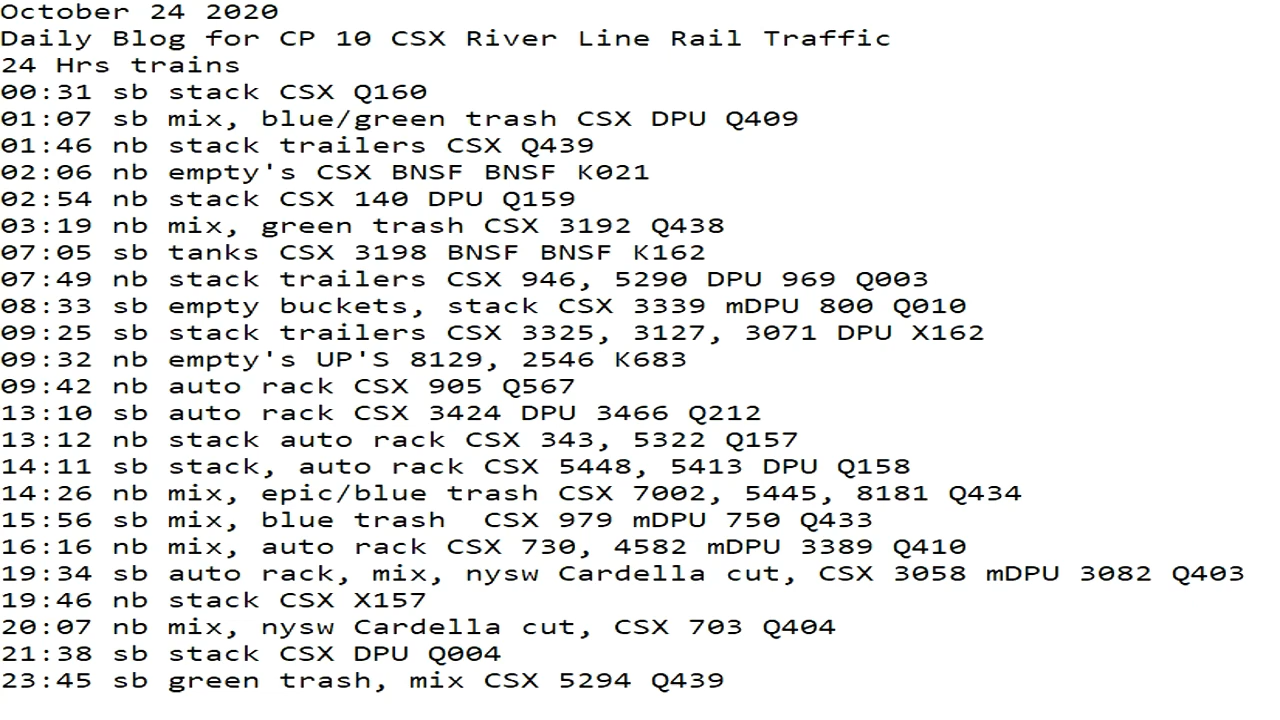 October 24 2020
Daily Blog for CP 10 CSX River Line Rail Traffic
24 Hrs trains
00:31 sb stack CSX Q160
01:07 sb mix, blue/green trash CSX DPU Q409
01:46 nb stack trailers CSX Q439
02:06 nb empty's CSX BNSF BNSF K021
02:54 nb stack CSX 140 DPU Q159
03:19 nb mix, green trash CSX 3192 Q438
07:05 sb tanks CSX 3198 BNSF BNSF K162
07:49 nb stack trailers CSX 946, 5290 DPU 969 Q003
08:33 sb empty buckets, stack CSX 3339 mDPU 800 Q010
09:25 sb stack trailers CSX 3325, 3127, 3071 DPU X162
09:32 nb empty's UP'S 8129, 2546 K683
09:42 nb auto rack CSX 905 Q567
13:10 sb auto rack CSX 3424 DPU 3466 Q212
13:12 nb stack auto rack CSX 343, 5322 Q157
14:11 sb stack, auto rack CSX 5448, 5413 DPU Q158
14:26 nb mix, epic/blue trash CSX 7002, 5445, 8181 Q434
15:56 sb mix, blue trash  CSX 979 mDPU 750 Q433
16:16 nb mix, auto rack CSX 730, 4582 mDPU 3389 Q410
19:34 sb auto rack, mix, nysw Cardella cut, CSX 3058 mDPU 3082 Q403
19:46 nb stack CSX X157
20:07 nb mix, nysw Cardella cut, CSX 703 Q404
21:38 sb stack CSX DPU Q004
23:45 sb green trash, mix CSX 5294 Q439